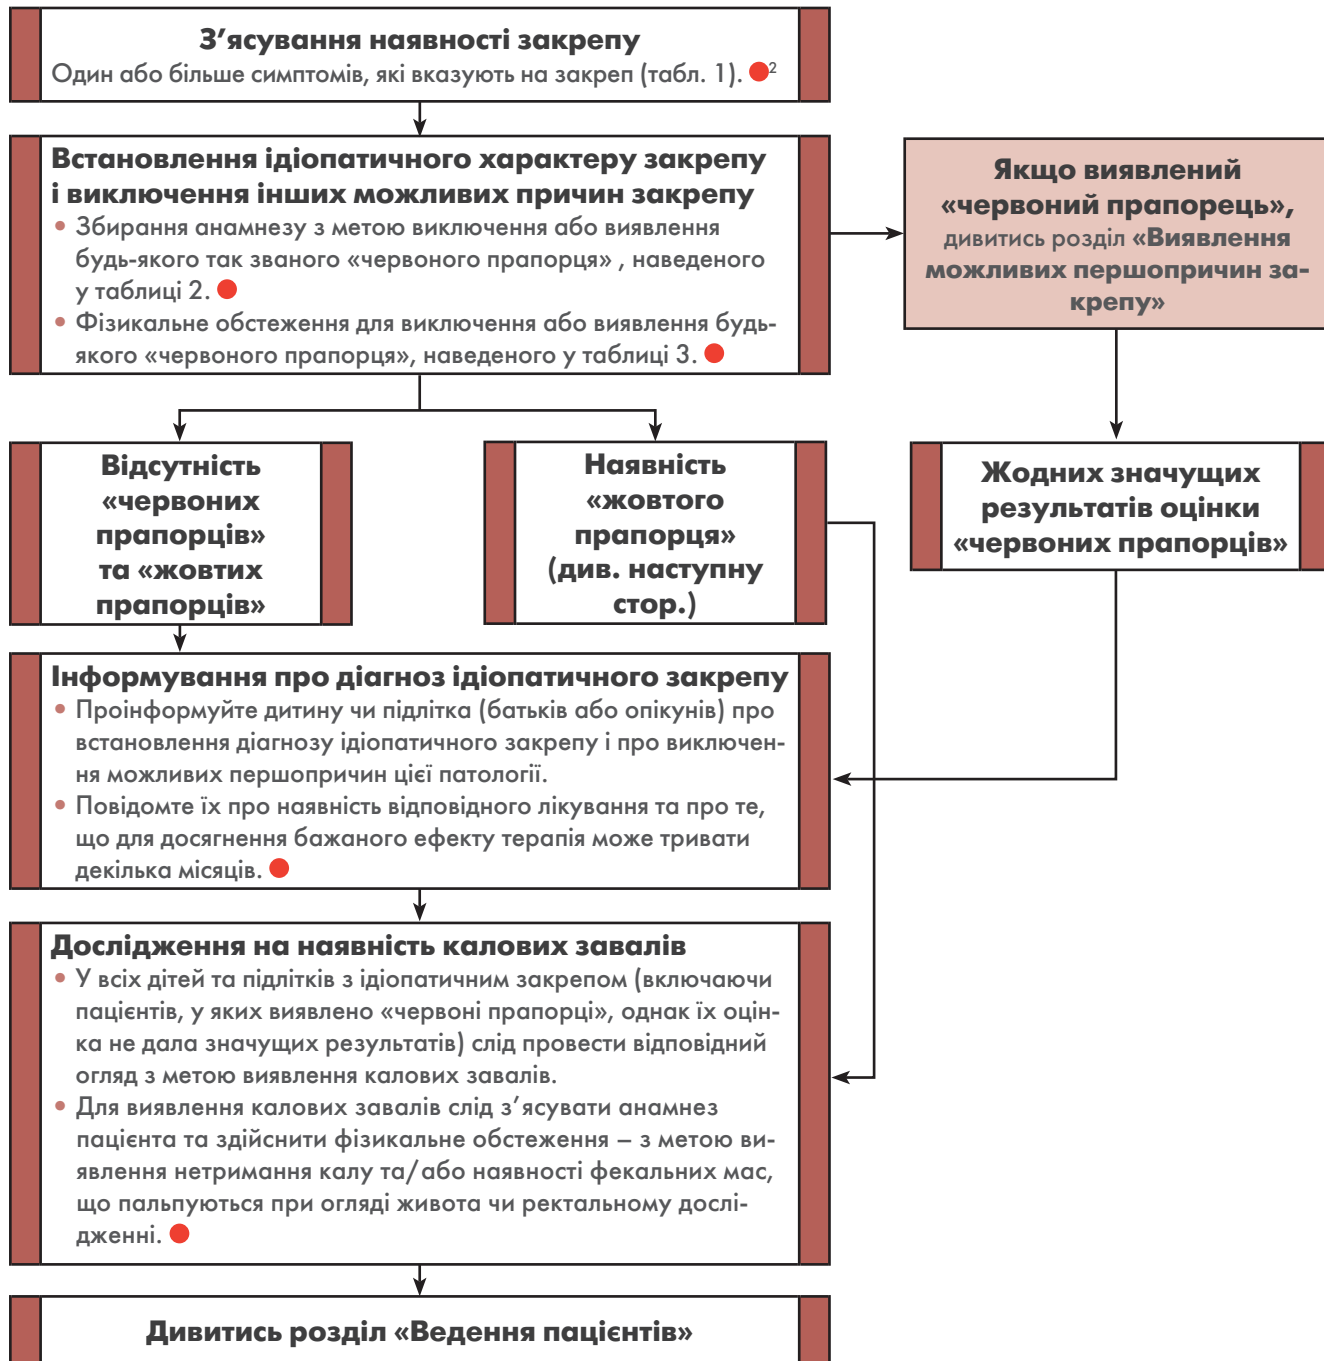 З’ясування наявності закрепу
Один або більше симптомів, які вказують на закреп (табл. 1). 2
Встановлення ідіопатичного характеру закрепу
і виключення інших можливих причин закрепу
• Збирання анамнезу з метою виключення або виявлення
будь-якого так званого «червоного прапорця» , наведеного
у таблиці 2.
• Фізикальне обстеження для виключення або виявлення будь-
якого «червоного прапорця», наведеного у таблиці 3.
Якщо виявлений
«червоний прапорець»,
дивитись розділ «Виявлення
можливих першопричин за-
крепу»
Відсутність
«червоних
прапорців»
та «жовтих
прапорців»
Наявність
«жовтого
прапорця»
(див. наступну
стор.)
Жодних значущих
результатів оцінки
«червоних прапорців»
Інформування про діагноз ідіопатичного закрепу
• Проінформуйте дитину чи підлітка (батьків або опікунів) про
встановлення діагнозу ідіопатичного закрепу і про виключен-
ня можливих першопричин цієї патології.
• Повідомте їх про наявність відповідного лікування та про те,
що для досягнення бажаного ефекту терапія може тривати
декілька місяців.
Дослідження на наявність калових завалів
• У всіх дітей та підлітків з ідіопатичним закрепом (включаючи
пацієнтів, у яких виявлено «червоні прапорці», однак їх оцін-
ка не дала значущих результатів) слід провести відповідний
огляд з метою виявлення калових завалів.
• Для виявлення калових завалів слід з’ясувати анамнез
пацієнта та здійснити фізикальне обстеження – з метою ви-
явлення нетримання калу та/або наявності фекальних мас,
що пальпуються при огляді живота чи ректальному дослі-
дженні.
Дивитись розділ «Ведення пацієнтів»